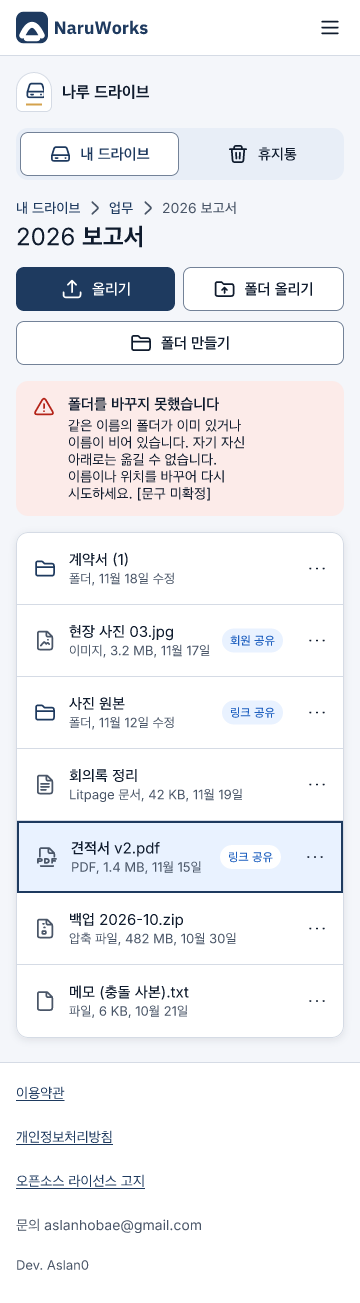 NaruWorks
나루 드라이브
내 드라이브
휴지통
내 드라이브 > 업무 > 2026 보고서
2026 보고서
올리기
폴더 올리기
폴더 만들기
폴더를 바꾸지 못했습니다
같은 이름의 폴더가 이미 있거나
이름이 비어 있습니다. 자기 자신
아래로는 옮길 수 없습니다.
이름이나 위치를 바꾸어 다시
시도하세요. [문구 미확정]
계약서 (1)
폴더, 11월 18일 수정
현장 사진 03.jpg
이미지, 3.2 MB, 11월 17일
회원 공유
사진 원본
폴더, 11월 12일 수정
링크 공유
회의록 정리
Litpage 문서, 42 KB, 11월 19일
PDF
견적서 v2.pdf
PDF, 1.4 MB, 11월 15일
링크 공유
백업 2026-10.zip
압축 파일, 482 MB, 10월 30일
메모 (충돌 사본).txt
파일, 6 KB, 10월 21일
이용약관
개인정보처리방침
오픈소스 라이선스 고지
문의 aslanhobae@gmail.com
Dev. Aslan0